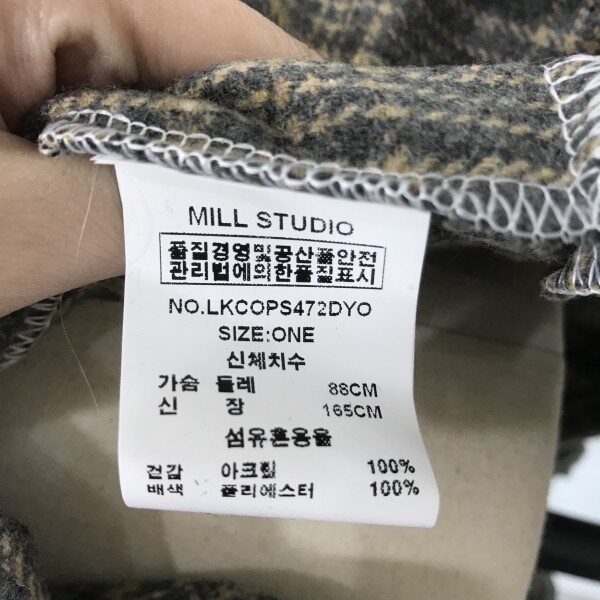 MILL STUDIO
품질경영및공산품안전
관리법에의한품질표시
NO.LKCOPS472DYO
SIZE:ONE
신체치수
가슴 둘레 88CM
신 장 165CM
섬유혼용율
겉감 아크릴 100%
배색 폴리에스터 100%